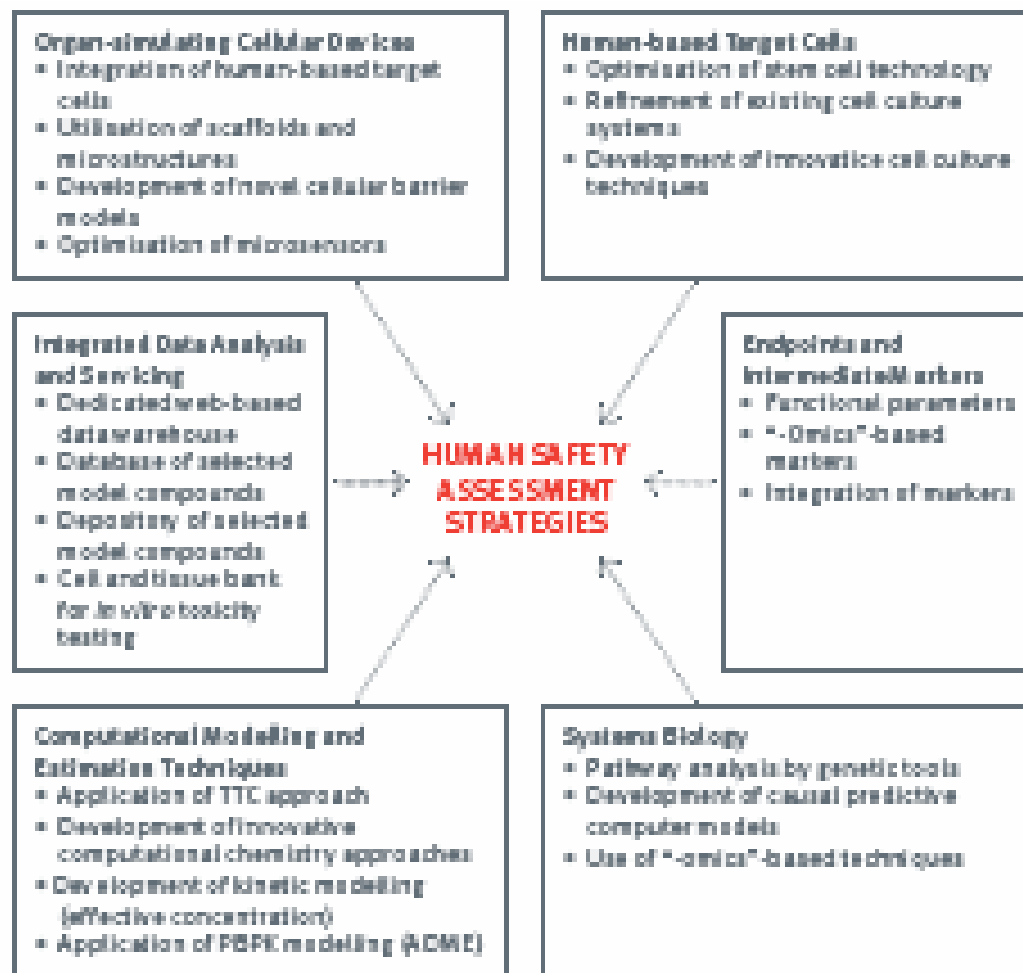 Organ-simulating Cellular Devices
▪ Integration of human-based target
cells
▪ Utilisation of scaffolds and
microstructures
▪ Development of novel cellular barrier
models
▪ Optimisation of microsensors
Human-based Target Cells
▪ Optimisation of stem cell technology
▪ Refinement of existing cell culture
systems
▪ Development of innovatice cell culture
techniques
Integrated Data Analysis
and Servicing
▪ Dedicated web-based
data warehouse
▪ Database of selected
model compounds
▪ Depository of selected
model compounds
▪ Cell and tissue bank
for in vitro toxicity
testing
HUMAN SAFETY
ASSESSMENT
STRATEGIES
Endpoints and
Intermediate Markers
▪ Functional parameters
▪ "-Omics"-based
markers
▪ Integration of markers
Computational Modelling and
Estimation Techniques
▪ Application of TTC approach
▪ Development of innovative
computational chemistry approaches
▪ Development of kinetic modelling
(effective concentration)
▪ Application of PBPK modelling (ADME)
Systems Biology
▪ Pathway analysis by genetic tools
▪ Development of causal predictive
computer models
▪ Use of "-omics"-based techniques